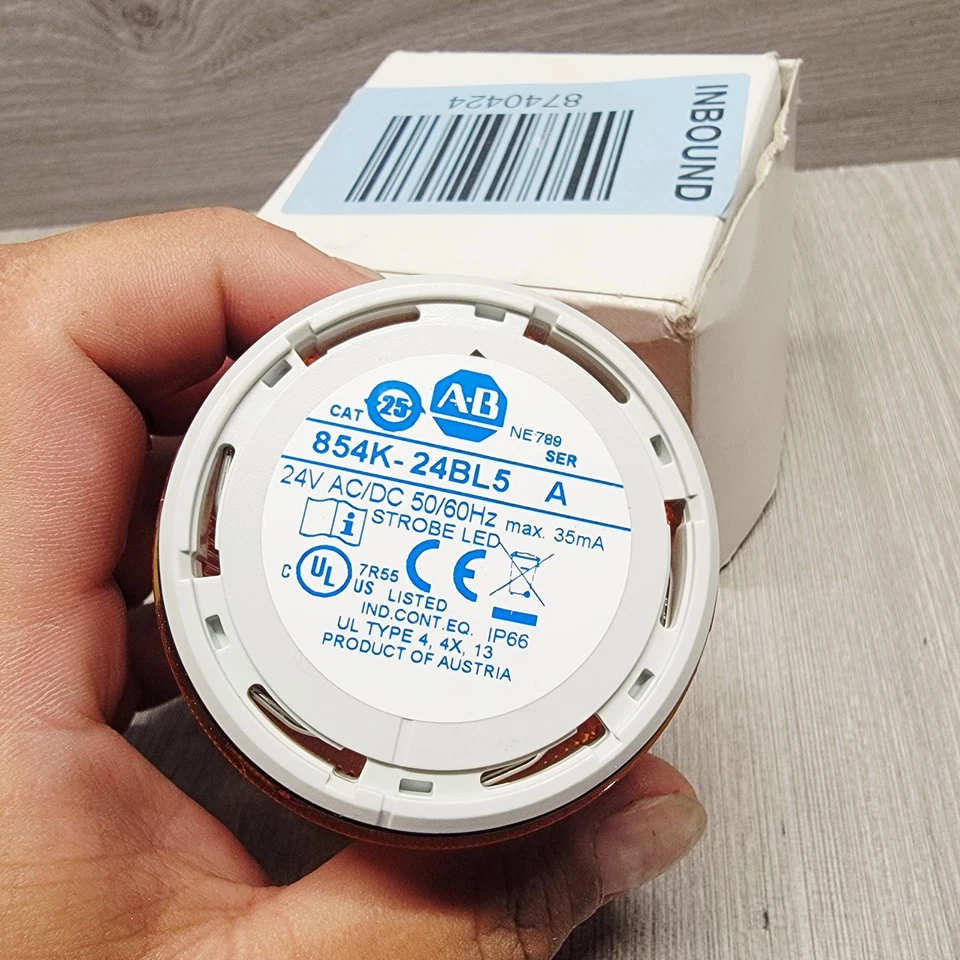 INBOUND
8740424
25
A-B
CAT
NE789
SER
854K-24BL5 A
24V AC/DC 50/60Hz max. 35mA
i STROBE LED
CE
C UL US 7R55
LISTED
IND.CONT.EQ. IP66
UL TYPE 4, 4X, 13
PRODUCT OF AUSTRIA